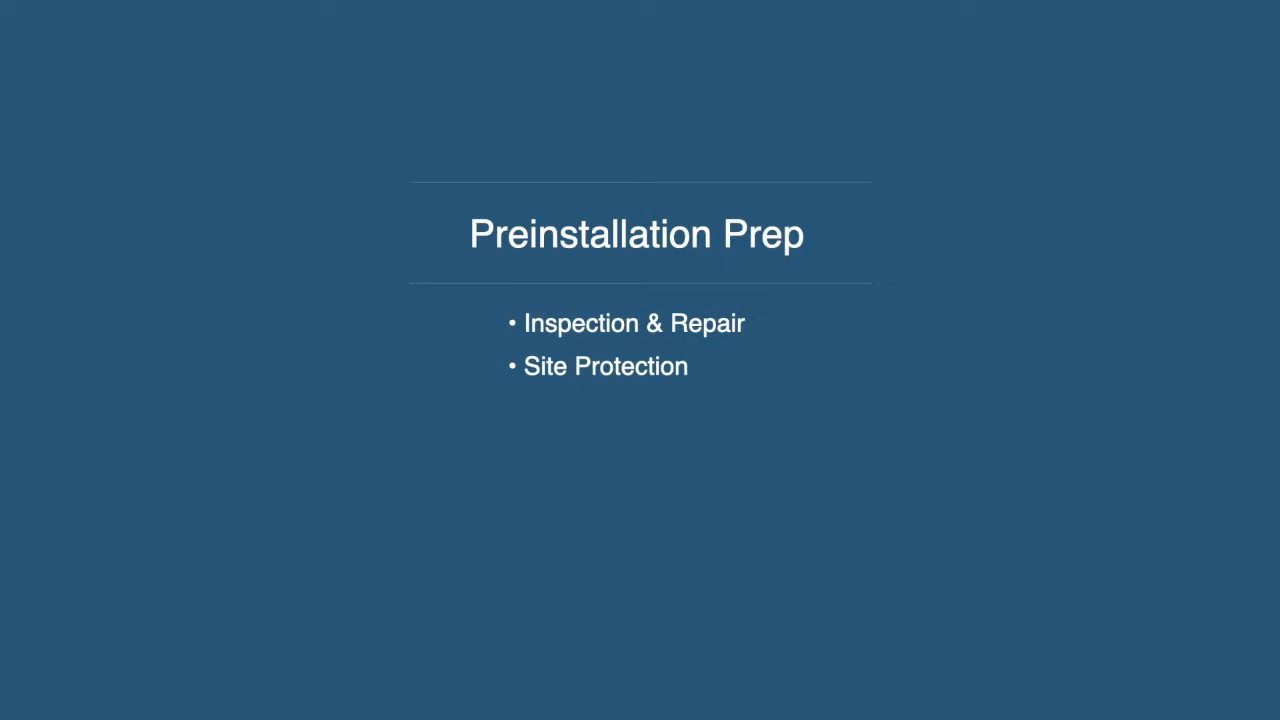 Preinstallation Prep
• Inspection & Repair
• Site Protection